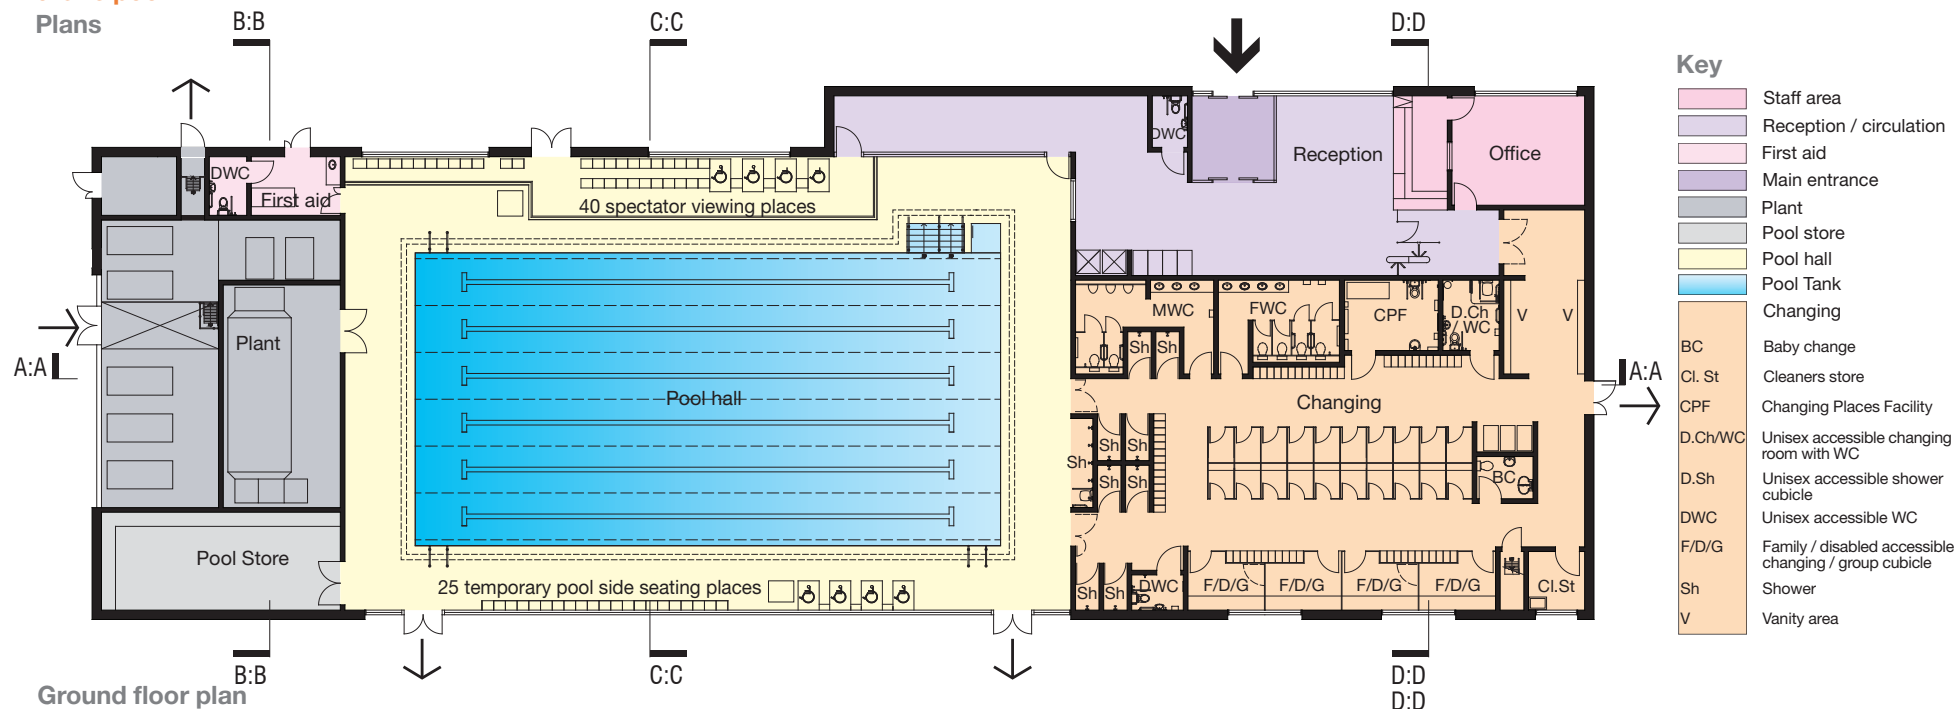 Plans
B:B
C:C
D:D
Key
Staff area
Reception / circulation
First aid
Main entrance
Plant
Pool store
Pool hall
Pool Tank
Changing
BC Baby change
Cl. St Cleaners store
CPF Changing Places Facility
D.Ch/WC Unisex accessible changing
room with WC
D.Sh Unisex accessible shower
cubicle
DWC Unisex accessible WC
F/D/G Family / disabled accessible
changing / group cubicle
Sh Shower
V Vanity area
DWC
Reception
Office
DWC
First aid
40 spectator viewing places
MWC
FWC
CPF
D.Ch
/ WC
V
V
Plant
Sh
Sh
A:A
A:A
Pool hall
Changing
Sh
Sh
Sh
Sh
Sh
BC
Pool Store
25 temporary pool side seating places
Sh
Sh
DWC
F/D/G
F/D/G
F/D/G
F/D/G
Cl.St
B:B
C:C
D:D
D:D
Ground floor plan